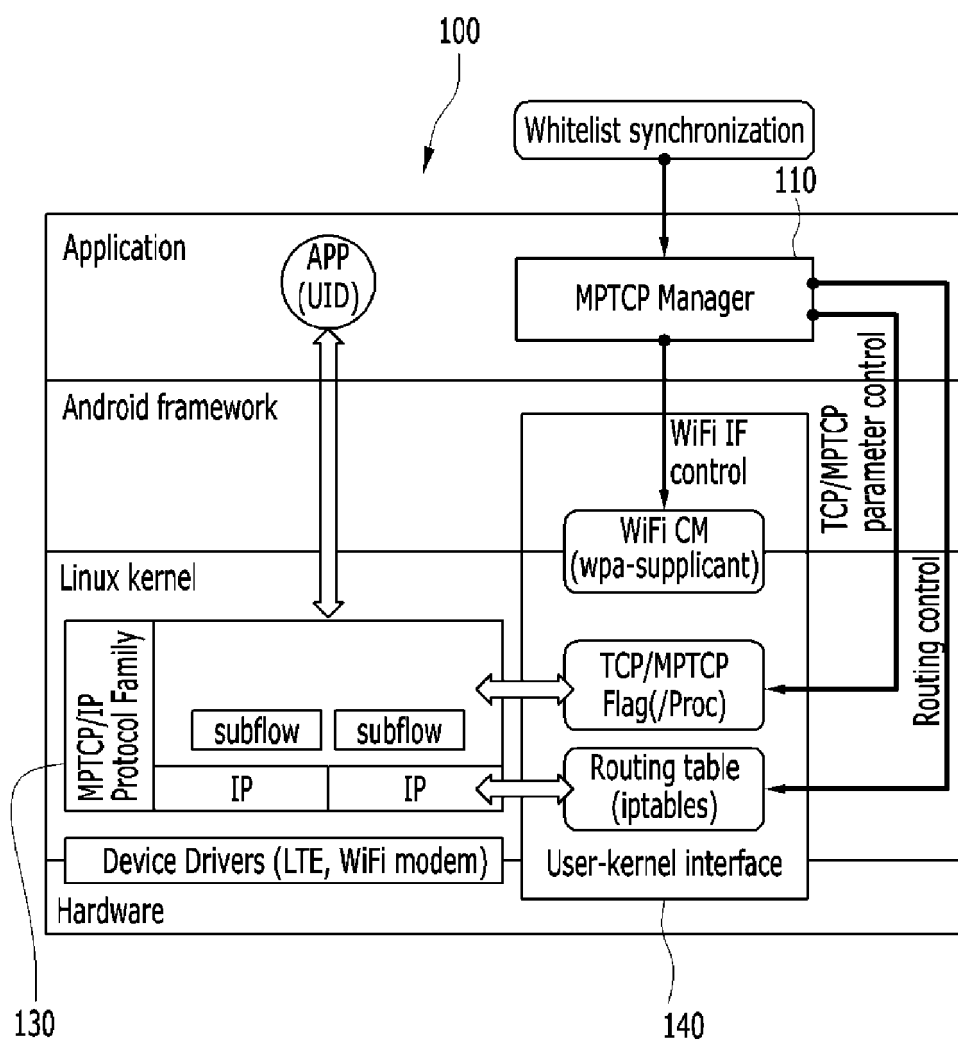 100
Whitelist synchronization
110
Application
APP
(UID)
MPTCP Manager
Android framework
WiFi IF
control
TCP/MPTCP
parameter control
WiFi CM
(wpa-supplicant)
Linux kernel
Routing control
MPTCP/IP
Protocol Family
TCP/MPTCP
Flag(/Proc)
subflow
subflow
IP
IP
Routing table
(iptables)
Device Drivers (LTE, WiFi modem)
User-kernel interface
Hardware
130
140